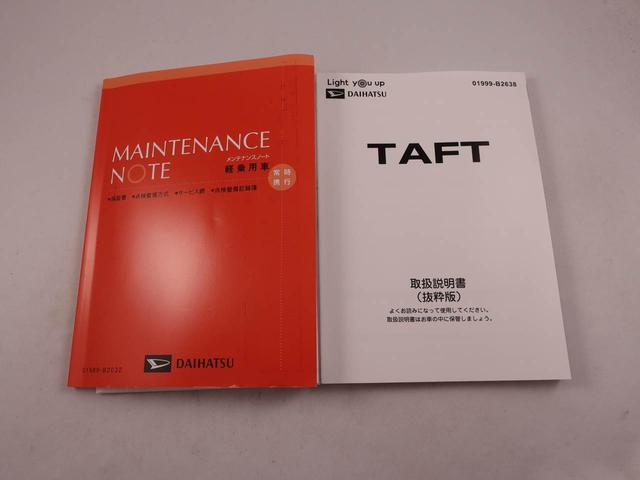 MAINTENANCE
NOTE
メンテナンスノート
軽乗用車
常時
携行
●保証書 ●点検整備方式 ●サービス網 ●点検整備記録簿
DAIHATSU
01999-B2032
Light you up
DAIHATSU
01999-B2638
TAFT
取扱説明書
(抜粋版)
よくお読みになって使用してください。
取扱説明書はお車の中に保管しましょう。